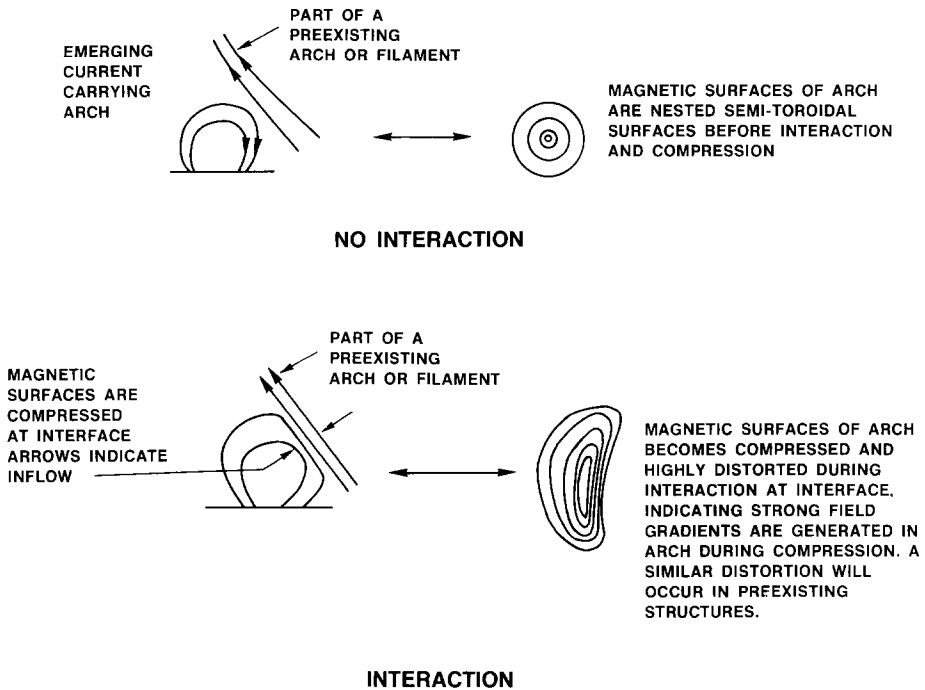 PART OF A
PREEXISTING
ARCH OR FILAMENT
EMERGING
CURRENT
CARRYING
ARCH
MAGNETIC SURFACES OF ARCH
ARE NESTED SEMI-TOROIDAL
SURFACES BEFORE INTERACTION
AND COMPRESSION
NO INTERACTION
PART OF A
PREEXISTING
ARCH OR FILAMENT
MAGNETIC
SURFACES ARE
COMPRESSED
AT INTERFACE
ARROWS INDICATE
INFLOW
MAGNETIC SURFACES OF ARCH
BECOMES COMPRESSED AND
HIGHLY DISTORTED DURING
INTERACTION AT INTERFACE,
INDICATING STRONG FIELD
GRADIENTS ARE GENERATED IN
ARCH DURING COMPRESSION. A
SIMILAR DISTORTION WILL
OCCUR IN PREEXISTING
STRUCTURES.
INTERACTION